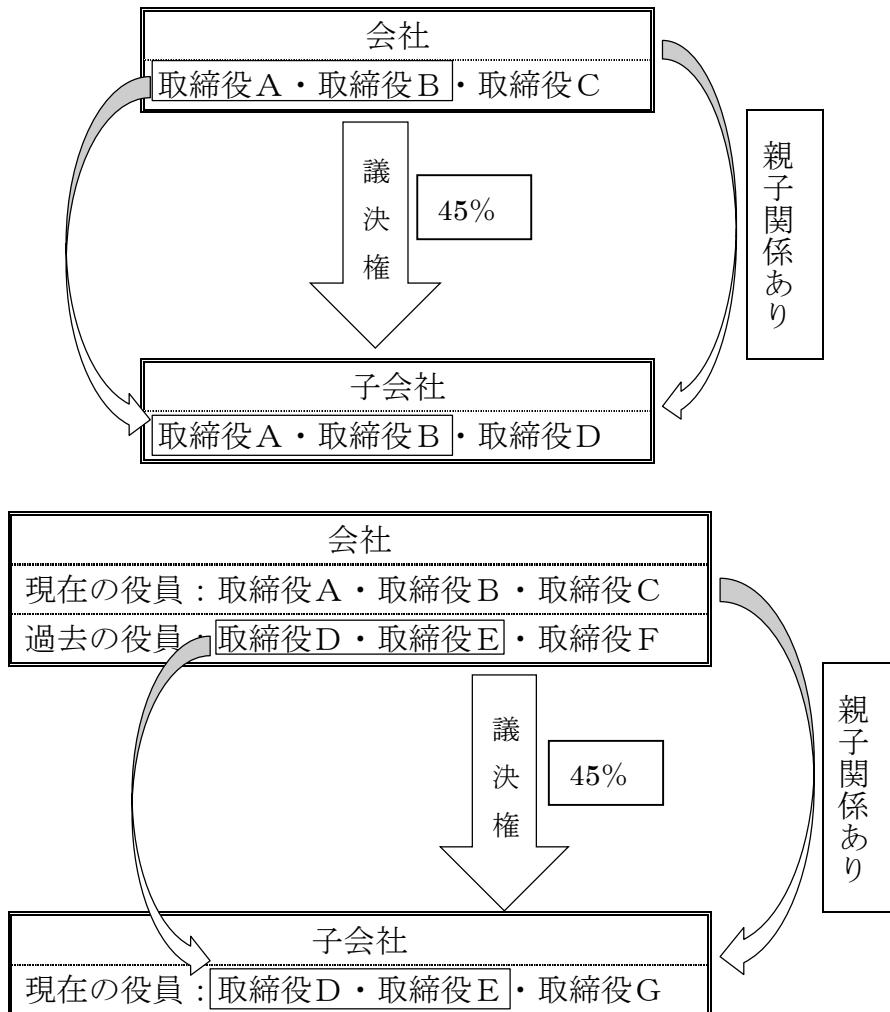 会社
取締役A・取締役B・取締役C
議決権
45%
親子関係あり
子会社
取締役A・取締役B・取締役D
会社
現在の役員：取締役A・取締役B・取締役C
過去の役員：取締役D・取締役E・取締役F
議決権
45%
親子関係あり
子会社
現在の役員：取締役D・取締役E・取締役G